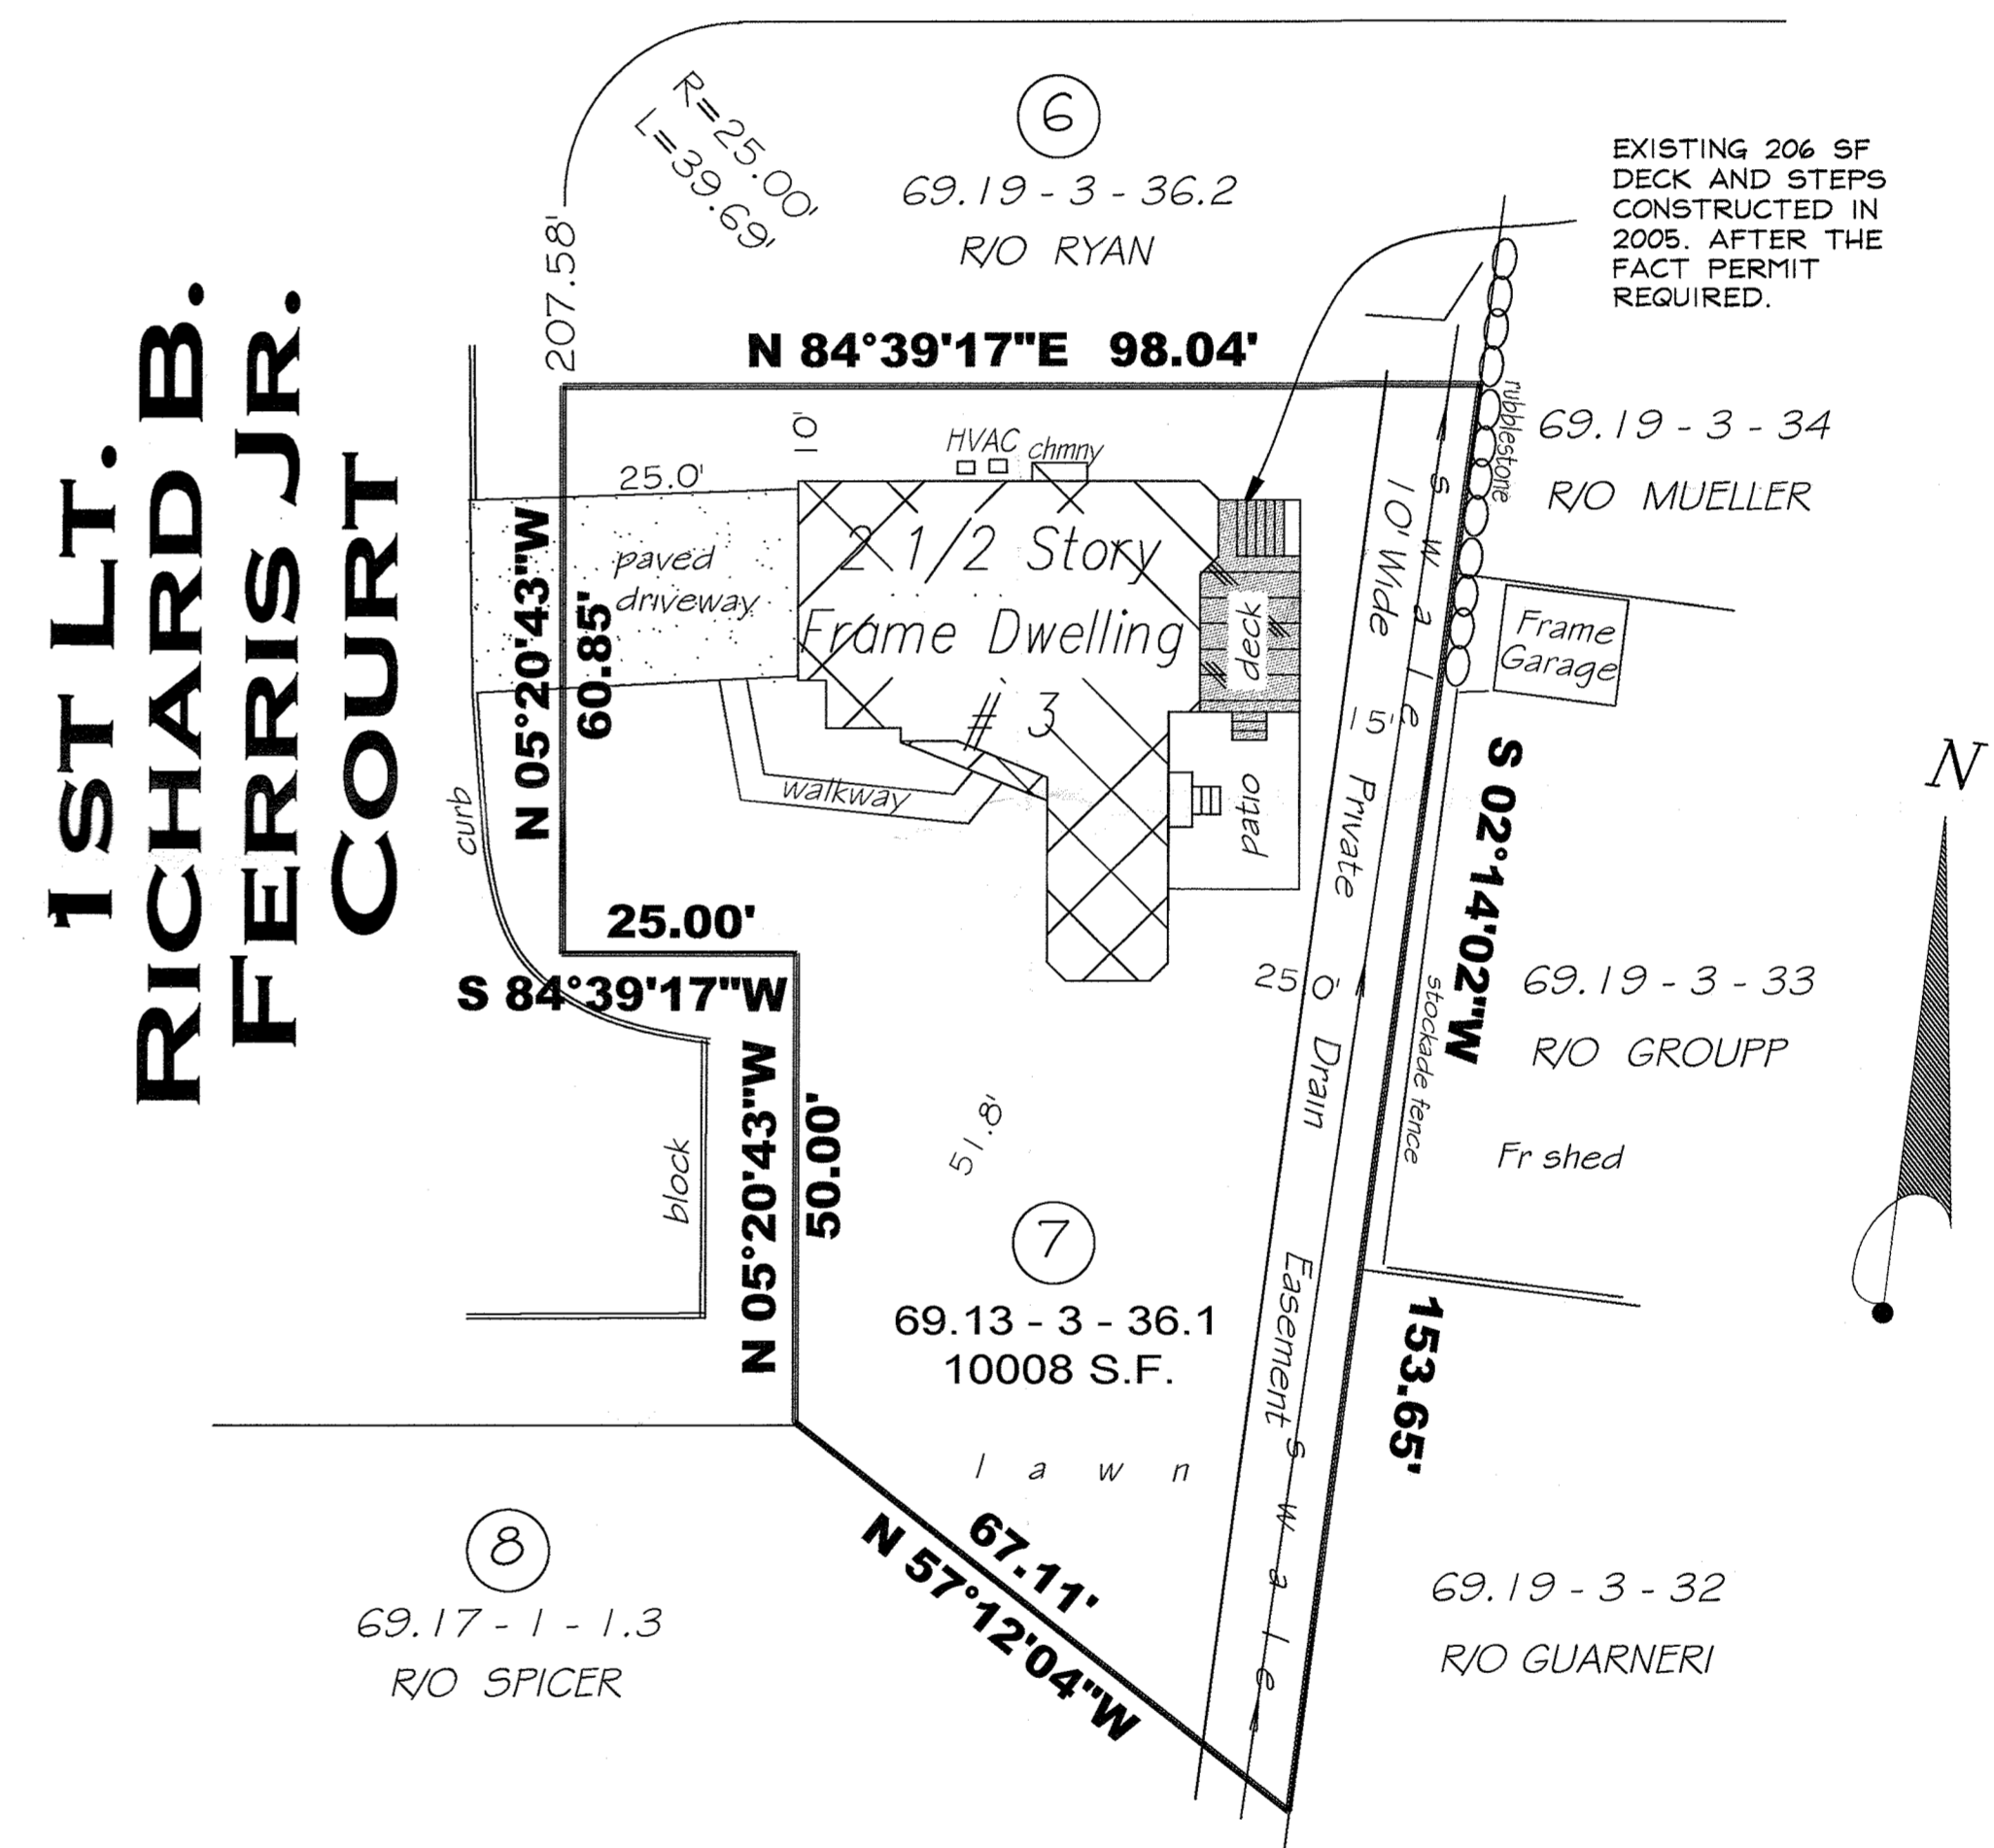 1ST LT.
RICHARD B.
FERRIS JR.
COURT
R=25.00'
L=39.69'
6
69.19 - 3 - 36.2
R/O RYAN
EXISTING 206 SF
DECK AND STEPS
CONSTRUCTED IN
2005. AFTER THE
FACT PERMIT
REQUIRED.
207.58'
N 84°39'17"E 98.04'
rubblestone
69.19 - 3 - 34
R/O MUELLER
10'
HVAC
chmny
25.0'
paved
driveway
2 1/2 Story
Frame Dwelling
# 3
deck
patio
walkway
curb
N 05°20'43"W
60.85'
10' Wide Private Drain Easement
swale
15'
Frame
Garage
S 02°14'02"W
153.65'
N
25.00'
S 84°39'17"W
25.0'
stockade fence
69.19 - 3 - 33
R/O GROUPP
Fr shed
block
N 05°20'43"W
50.00'
51.8'
7
69.13 - 3 - 36.1
10008 S.F.
lawn
swale
67.11'
N 57°12'04"W
8
69.17 - 1 - 1.3
R/O SPICER
69.19 - 3 - 32
R/O GUARNERI